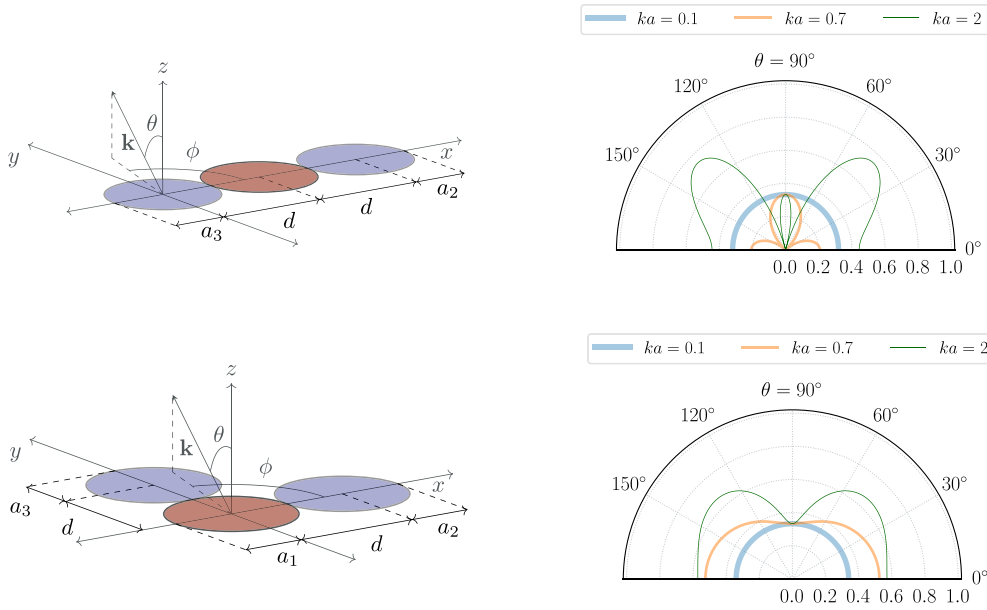 ka = 0.1 ka = 0.7 ka = 2
θ = 90°
120° 60°
150° 30°
0°
0.0 0.2 0.4 0.6 0.8 1.0
z
θ
k
ϕ
y
x
a₂
d
d
a₃
ka = 0.1 ka = 0.7 ka = 2
θ = 90°
120° 60°
150° 30°
0°
0.0 0.2 0.4 0.6 0.8 1.0
z
θ
k
ϕ
y
x
a₃
d
a₂
d
a₁